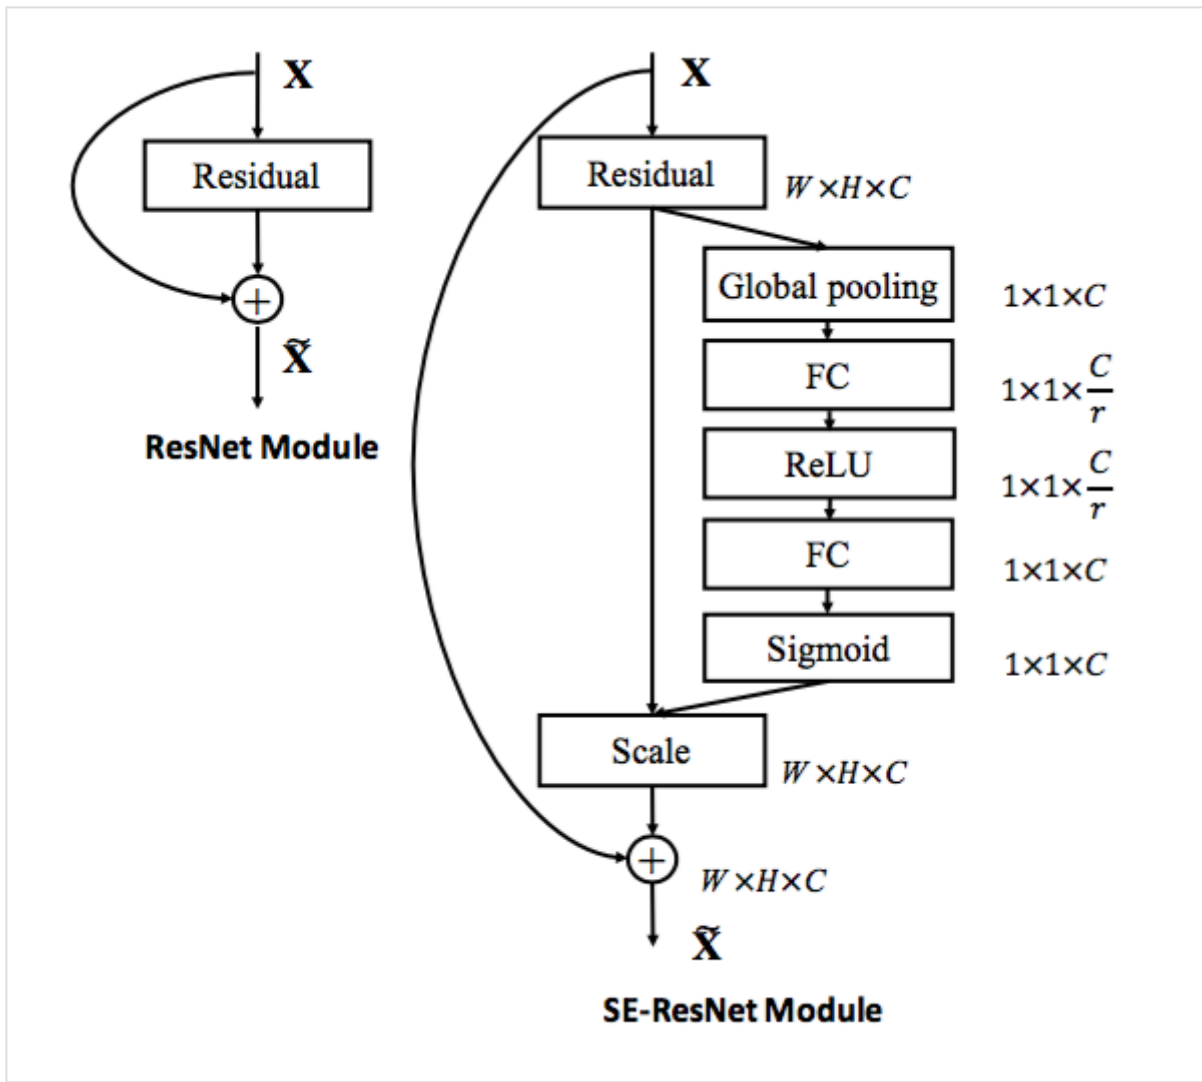 X
Residual
+
X̃
ResNet Module
X
Residual
W×H×C
Global pooling
1×1×C
FC
1×1×C/r
ReLU
1×1×C/r
FC
1×1×C
Sigmoid
1×1×C
Scale
W×H×C
+
W×H×C
X̃
SE-ResNet Module